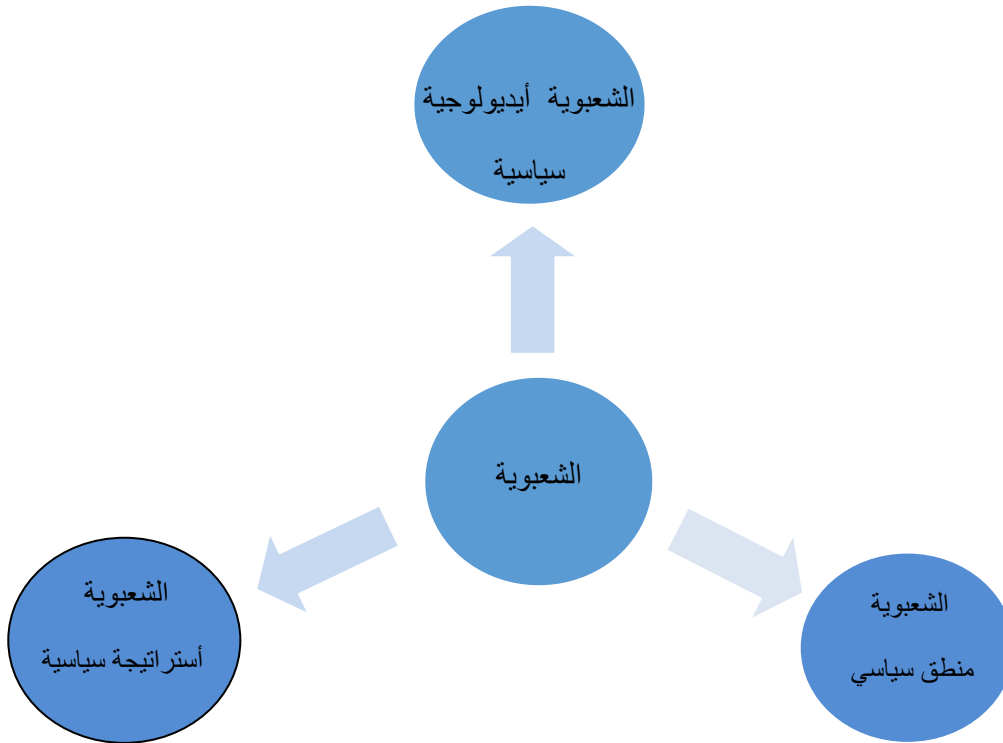 الشعبوية أيديولوجية
سياسية
الشعبوية
الشعبوية
منطق سياسي
الشعبوية
أستراتيجة سياسية